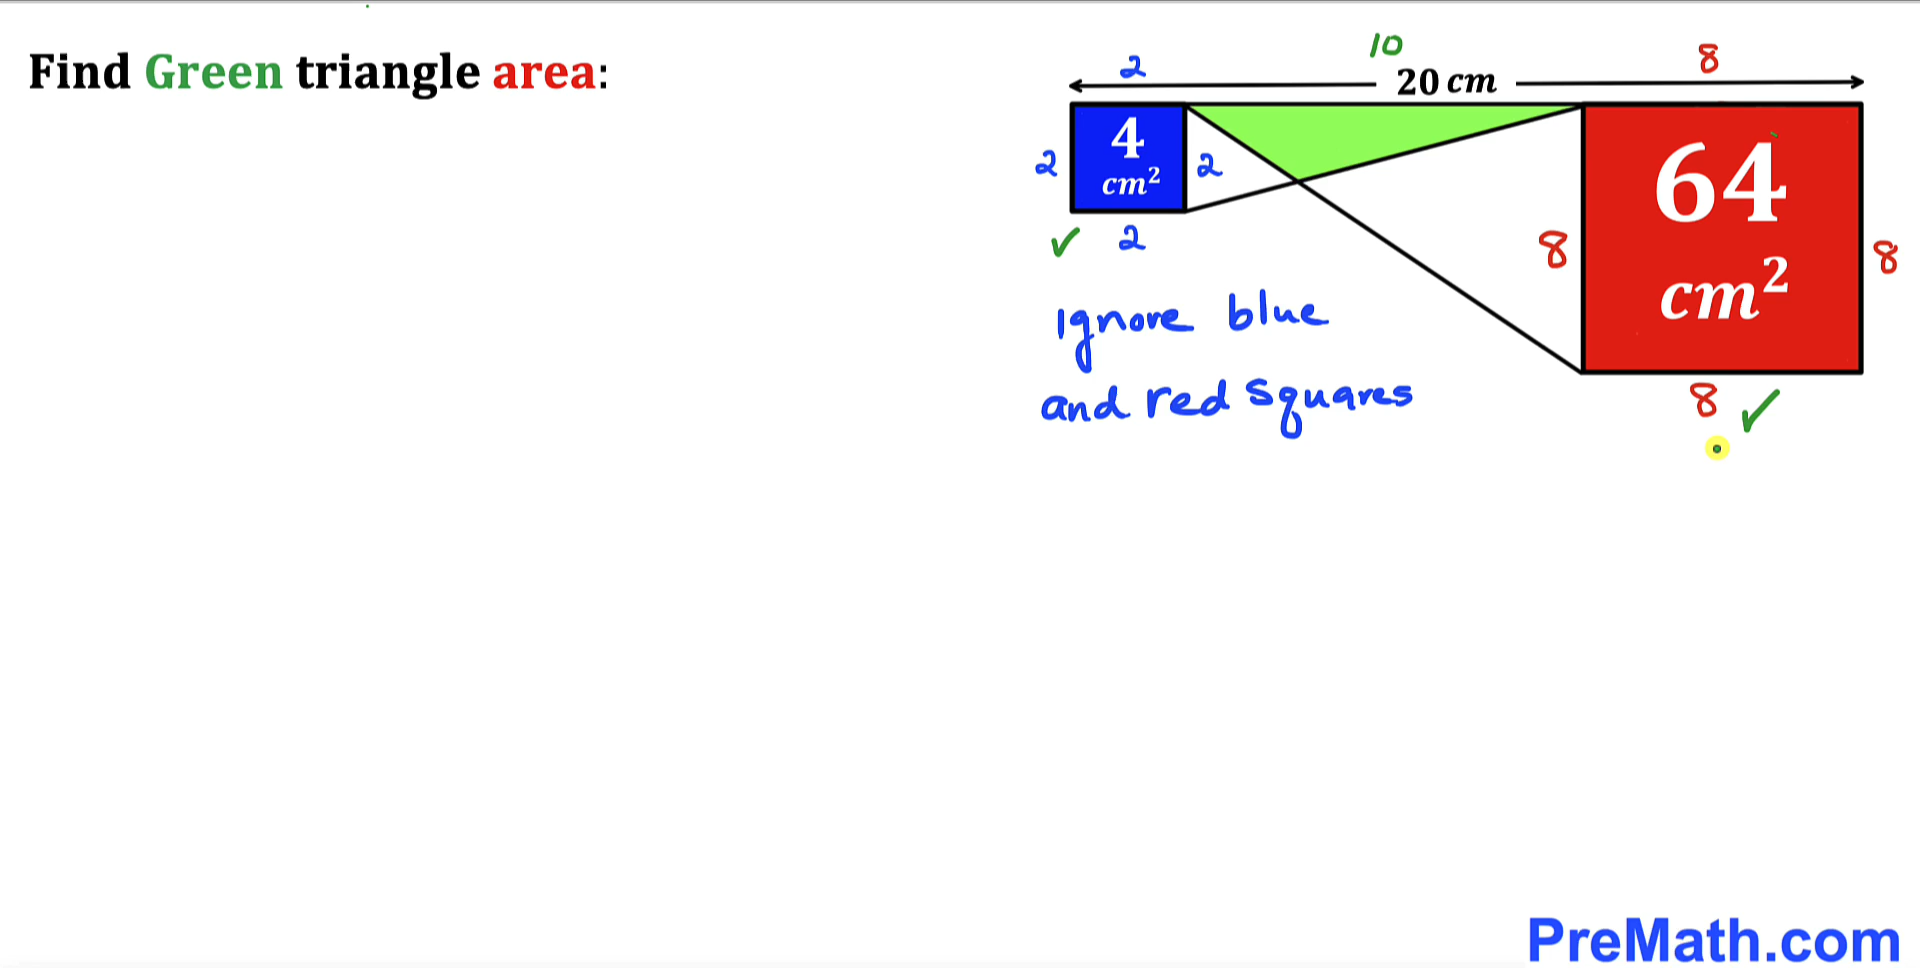 Find Green triangle area:
2 10 8
20 cm
4
cm²
2 2
2
64
cm²
8 8
8
Ignore blue
and red squares
PreMath.com